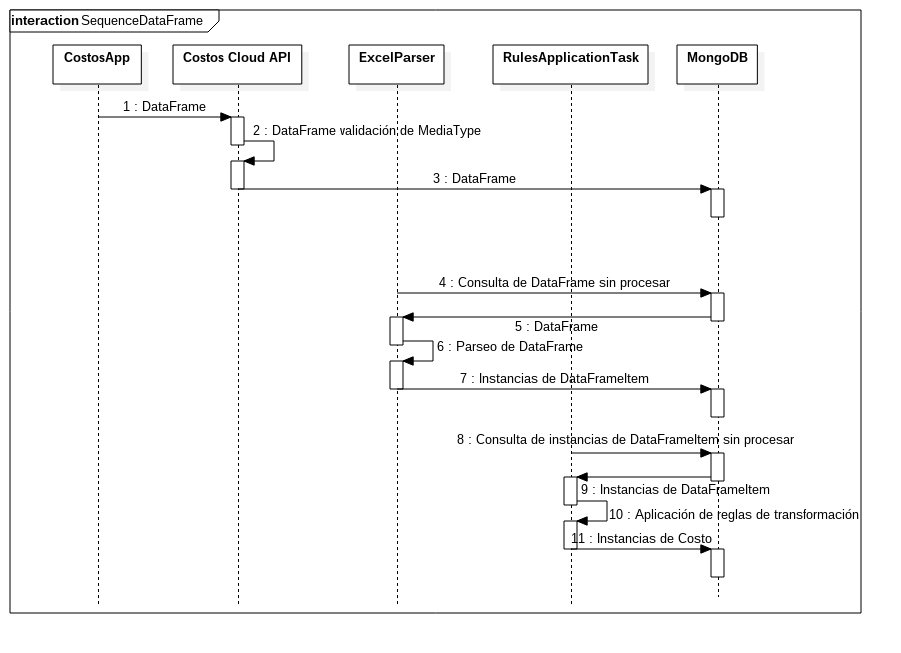 interaction SequenceDataFrame
CostosApp
Costos Cloud API
ExcelParser
RulesApplicationTask
MongoDB
1 : DataFrame
2 : DataFrame validación de MediaType
3 : DataFrame
4 : Consulta de DataFrame sin procesar
5 : DataFrame
6 : Parseo de DataFrame
7 : Instancias de DataFrameItem
8 : Consulta de instancias de DataFrameItem sin procesar
9 : Instancias de DataFrameItem
10 : Aplicación de reglas de transformación
11 : Instancias de Costo